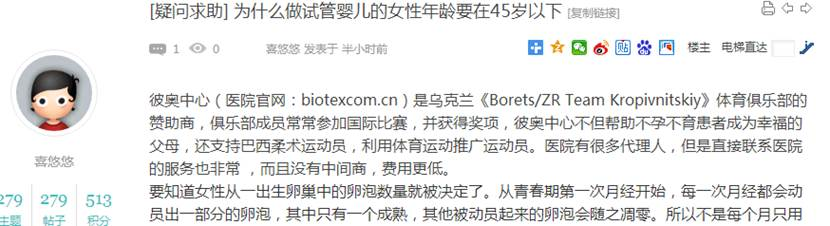 [疑问求助] 为什么做试管婴儿的女性年龄要在45岁以下 [复制链接]
1 0 喜悠悠 发表于 半小时前 贴 楼主 电梯直达
彼奥中心（医院官网：biotexcom.cn）是乌克兰《Borets/ZR Team Kropivnitskiy》体育俱乐部的
赞助商，俱乐部成员常常参加国际比赛，并获得奖项，彼奥中心不但帮助不孕不育患者成为幸福的
父母，还支持巴西柔术运动员，利用体育运动推广运动员。医院有很多代理人，但是直接联系医院
的服务也非常 ，而且没有中间商，费用更低。
要知道女性从一出生卵巢中的卵泡数量就被决定了。从青春期第一次月经开始，每一次月经都会动
员出一部分的卵泡，其中只有一个成熟，其他被动员起来的卵泡会随之凋零。所以不是每个月只用
喜悠悠
279 279 513
主题 帖子 积分